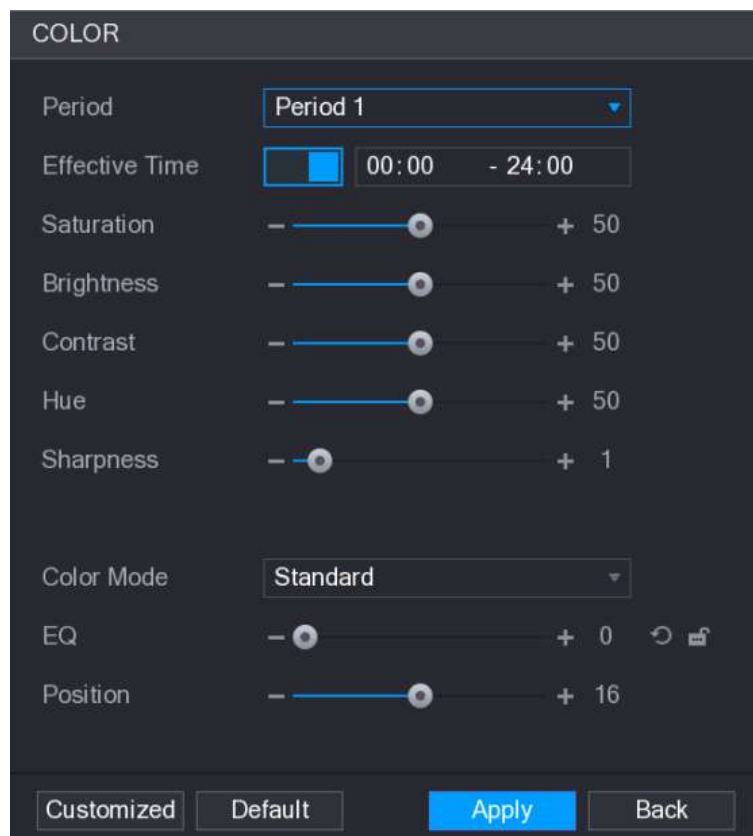 COLOR
Period Period 1
Effective Time 00:00 - 24:00
Saturation - + 50
Brightness - + 50
Contrast - + 50
Hue - + 50
Sharpness - + 1
Color Mode Standard
EQ - + 0
Position - + 16
Customized Default Apply Back